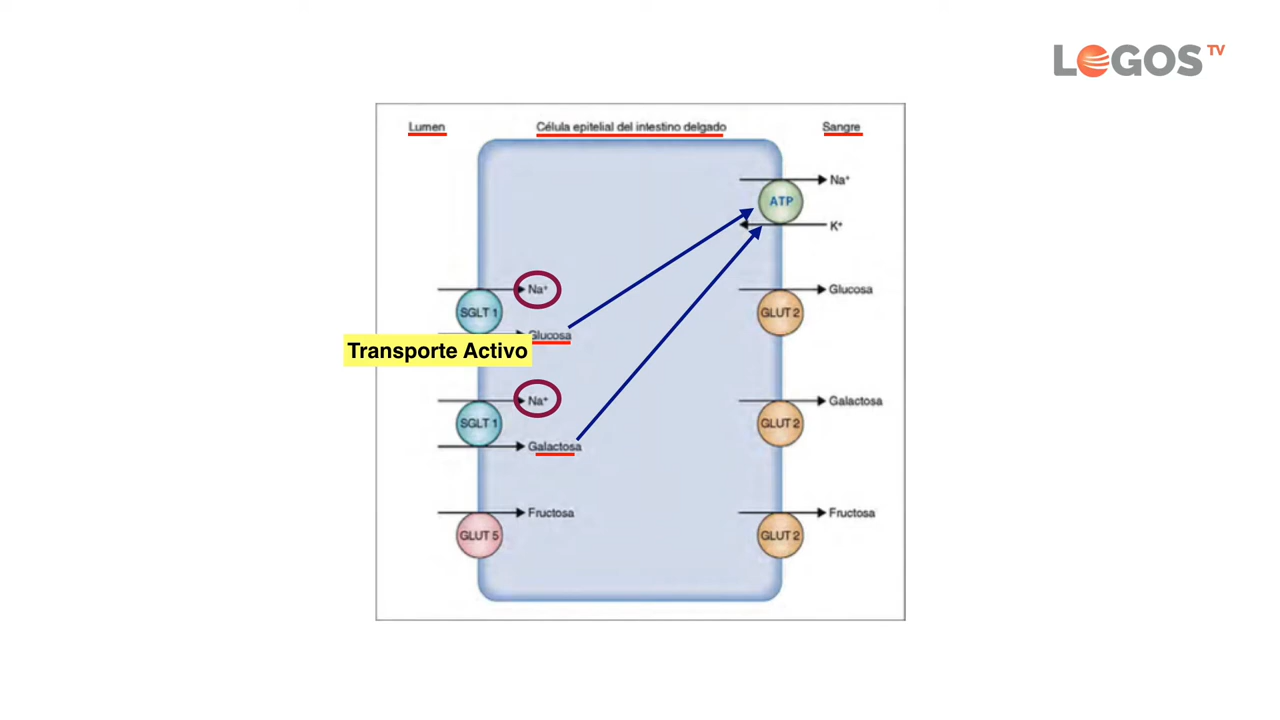 LOGOS TV
Lumen
Célula epitelial del intestino delgado
Sangre
Na⁺
ATP
K⁺
Na⁺
SGLT 1
Glucosa
Transporte Activo
Glucosa
GLUT 2
Na⁺
SGLT 1
Galactosa
Galactosa
GLUT 2
Fructosa
GLUT 5
Fructosa
GLUT 2